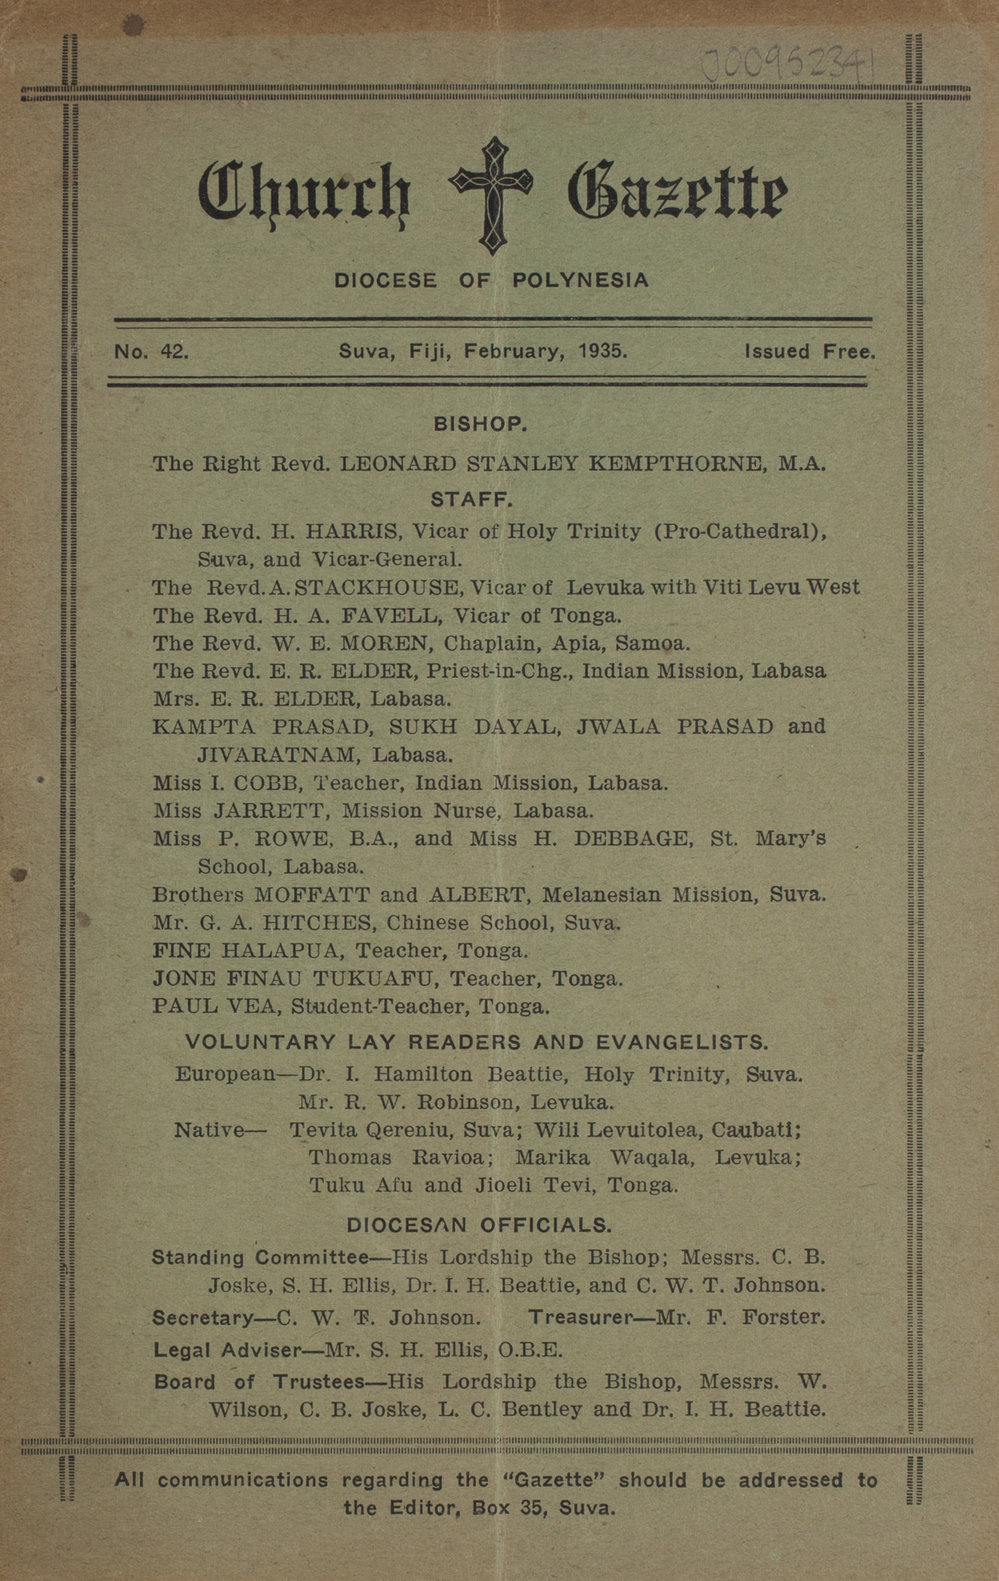 J00952341
Church Gazette
DIOCESE OF POLYNESIA
No. 42. Suva, Fiji, February, 1935. Issued Free.
BISHOP.
The Right Revd. LEONARD STANLEY KEMPTHORNE, M.A.
STAFF.
The Revd. H. HARRIS, Vicar of Holy Trinity (Pro-Cathedral),
Suva, and Vicar-General.
The Revd. A. STACKHOUSE, Vicar of Levuka with Viti Levu West
The Revd. H. A. FAVELL, Vicar of Tonga.
The Revd. W. E. MOREN, Chaplain, Apia, Samoa.
The Revd. E. R. ELDER, Priest-in-Chg., Indian Mission, Labasa
Mrs. E. R. ELDER, Labasa.
KAMPTA PRASAD, SUKH DAYAL, JWALA PRASAD and
JIVARATNAM, Labasa.
Miss I. COBB, Teacher, Indian Mission, Labasa.
Miss JARRETT, Mission Nurse, Labasa.
Miss P. ROWE, B.A., and Miss H. DEBBAGE, St. Mary's
School, Labasa.
Brothers MOFFATT and ALBERT, Melanesian Mission, Suva.
Mr. G. A. HITCHES, Chinese School, Suva.
FINE HALAPUA, Teacher, Tonga.
JONE FINAU TUKUAFU, Teacher, Tonga.
PAUL VEA, Student-Teacher, Tonga.
VOLUNTARY LAY READERS AND EVANGELISTS.
European—Dr. I. Hamilton Beattie, Holy Trinity, Suva.
Mr. R. W. Robinson, Levuka.
Native— Tevita Qereniu, Suva; Wili Levuitolea, Caubati;
Thomas Ravioa; Marika Waqala, Levuka;
Tuku Afu and Jioeli Tevi, Tonga.
DIOCESAN OFFICIALS.
Standing Committee—His Lordship the Bishop; Messrs. C. B.
Joske, S. H. Ellis, Dr. I. H. Beattie, and C. W. T. Johnson.
Secretary—C. W. T. Johnson. Treasurer—Mr. F. Forster.
Legal Adviser—Mr. S. H. Ellis, O.B.E.
Board of Trustees—His Lordship the Bishop, Messrs. W.
Wilson, C. B. Joske, L. C. Bentley and Dr. I. H. Beattie.
All communications regarding the "Gazette" should be addressed to
the Editor, Box 35, Suva.